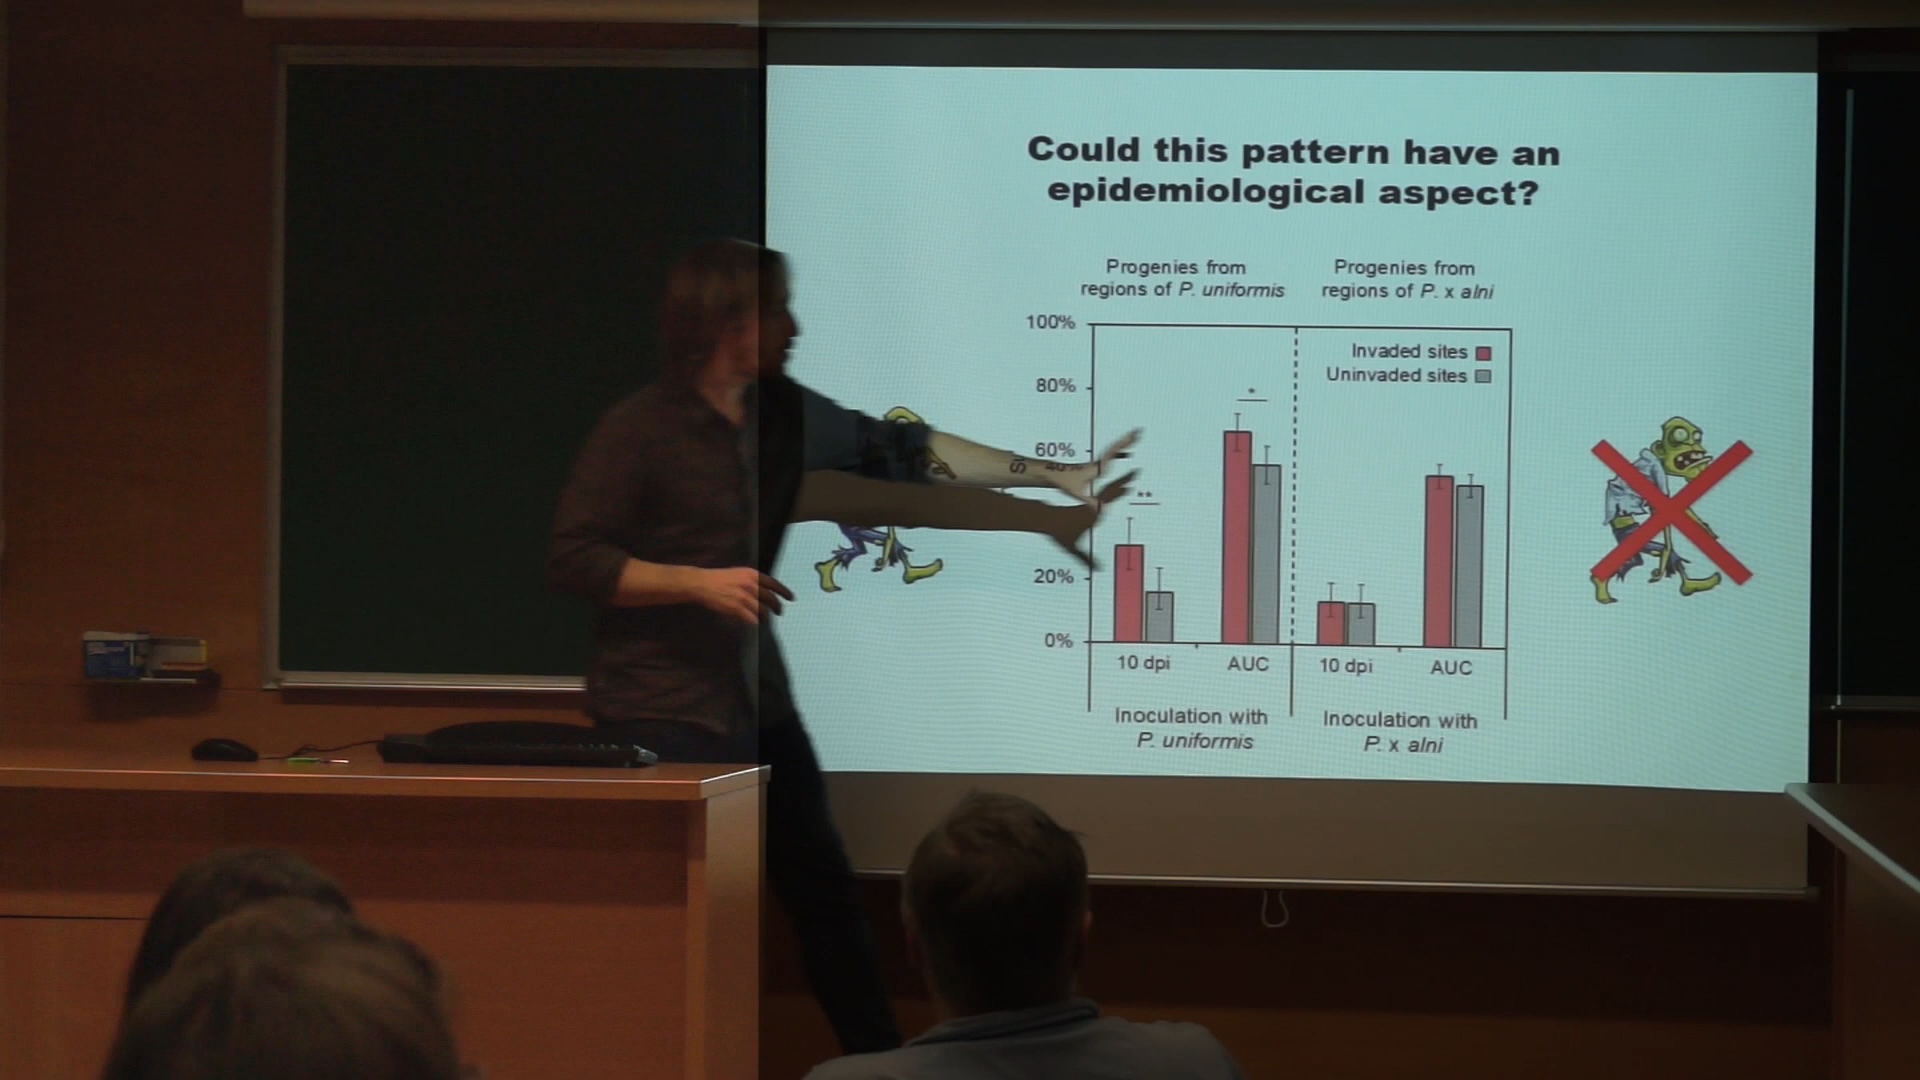 Could this pattern have an
epidemiological aspect?
Progenies from
regions of P. uniformis
Progenies from
regions of P. x alni
100%
80%
60%
40%
20%
0%
Invaded sites
Uninvaded sites
**
*
10 dpi
AUC
10 dpi
AUC
Inoculation with
P. uniformis
Inoculation with
P. x alni